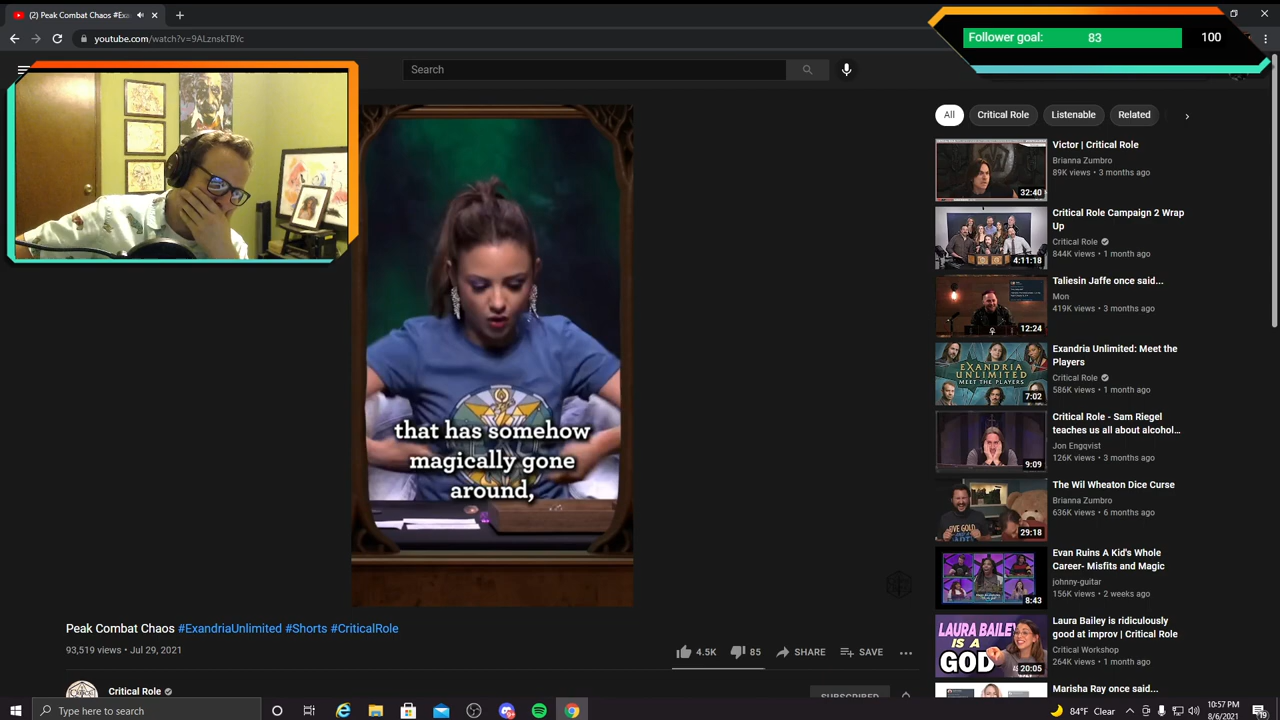 (2) Peak Combat Chaos #Exa
youtube.com/watch?v=9ALznskTBYc
Follower goal: 83 100
Search
All
Critical Role
Listenable
Related
that has somehow
magically gone
around,
Victor | Critical Role
Brianna Zumbro
89K views • 3 months ago
32:40
Critical Role Campaign 2 Wrap
Up
Critical Role
844K views • 1 month ago
4:11:18
Taliesin Jaffe once said...
Mon
419K views • 3 months ago
12:24
Exandria Unlimited: Meet the
Players
Critical Role
586K views • 1 month ago
EXANDRIA
UNLIMITED
MEET THE PLAYERS
7:02
Critical Role - Sam Riegel
teaches us all about alcohol...
Jon Engqvist
126K views • 3 months ago
9:09
The Wil Wheaton Dice Curse
Brianna Zumbro
636K views • 6 months ago
29:18
Evan Ruins A Kid's Whole
Career- Misfits and Magic
johnny-guitar
156K views • 2 weeks ago
8:43
Laura Bailey is ridiculously
good at improv | Critical Role
Critical Workshop
264K views • 1 month ago
LAURA BAILEY
IS A
GOD
20:05
Marisha Ray once said...
Peak Combat Chaos #ExandriaUnlimited #Shorts #CriticalRole
93,519 views • Jul 29, 2021
4.5K
85
SHARE
SAVE
Critical Role
SUBSCRIBED
Type here to search
84°F Clear
10:57 PM
8/6/2021
19